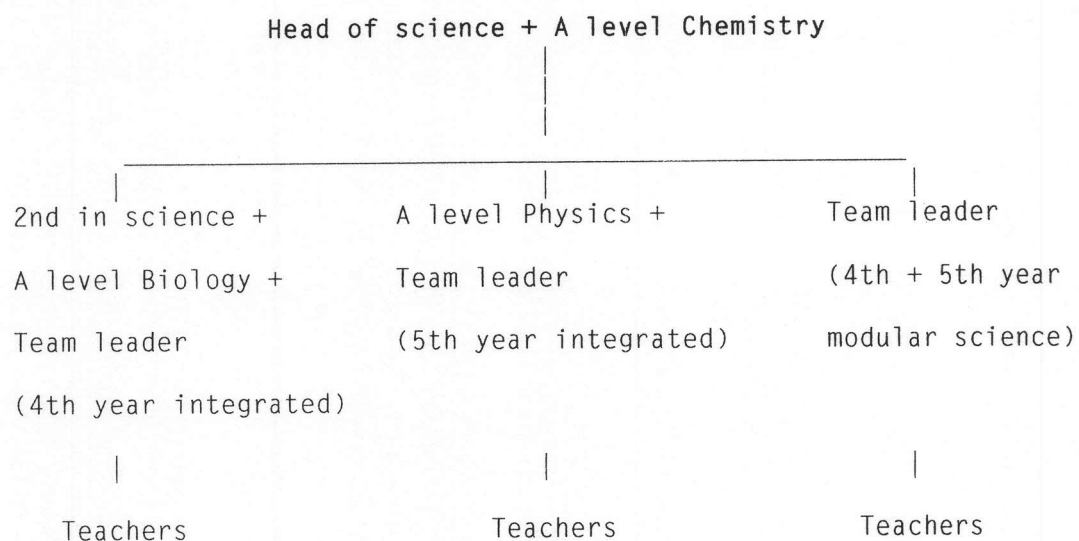 Head of science + A level Chemistry
2nd in science +
A level Biology +
Team leader
(4th year integrated)
A level Physics +
Team leader
(5th year integrated)
Team leader
(4th + 5th year
modular science)
Teachers
Teachers
Teachers